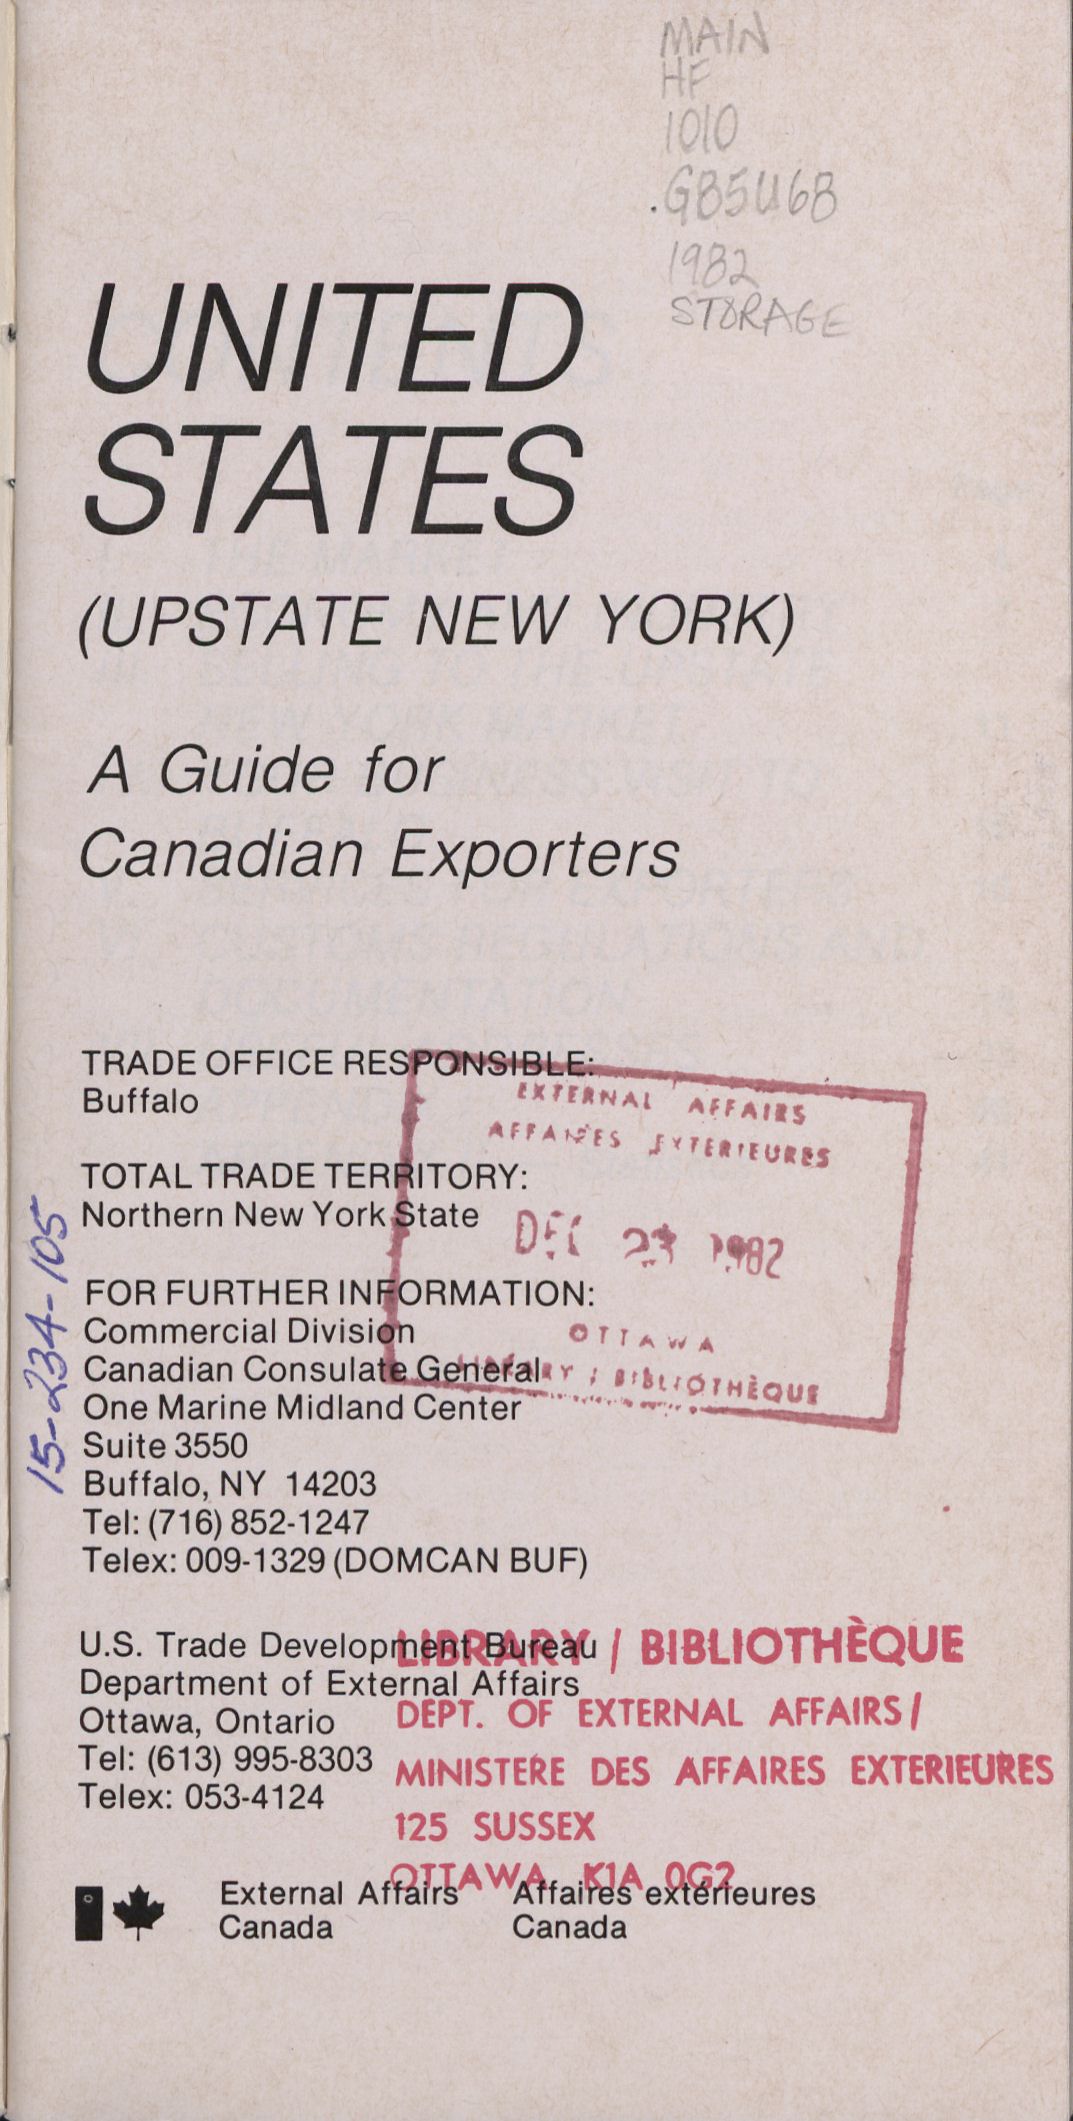 MAIN
HF
1010
.G85U68
1982
STORAGE
UNITED
STATES
(UPSTATE NEW YORK)
A Guide for
Canadian Exporters
TRADE OFFICE RESPONSIBLE:
Buffalo
TOTAL TRADE TERRITORY:
Northern New York State
FOR FURTHER INFORMATION:
Commercial Division
Canadian Consulate General
One Marine Midland Center
Suite 3550
Buffalo, NY 14203
Tel: (716) 852-1247
Telex: 009-1329 (DOMCAN BUF)
EXTERNAL AFFAIRS
AFFAIRES EXTERIEURES
DEC 23 1982
OTTAWA
LIBRARY / BIBLIOTHÈQUE
15-234-105
U.S. Trade Development Bureau
Department of External Affairs
Ottawa, Ontario
Tel: (613) 995-8303
Telex: 053-4124
LIBRARY / BIBLIOTHÈQUE
DEPT. OF EXTERNAL AFFAIRS /
MINISTERE DES AFFAIRES EXTERIEURES
125 SUSSEX
OTTAWA K1A 0G2
External Affairs
Canada
Affaires extérieures
Canada